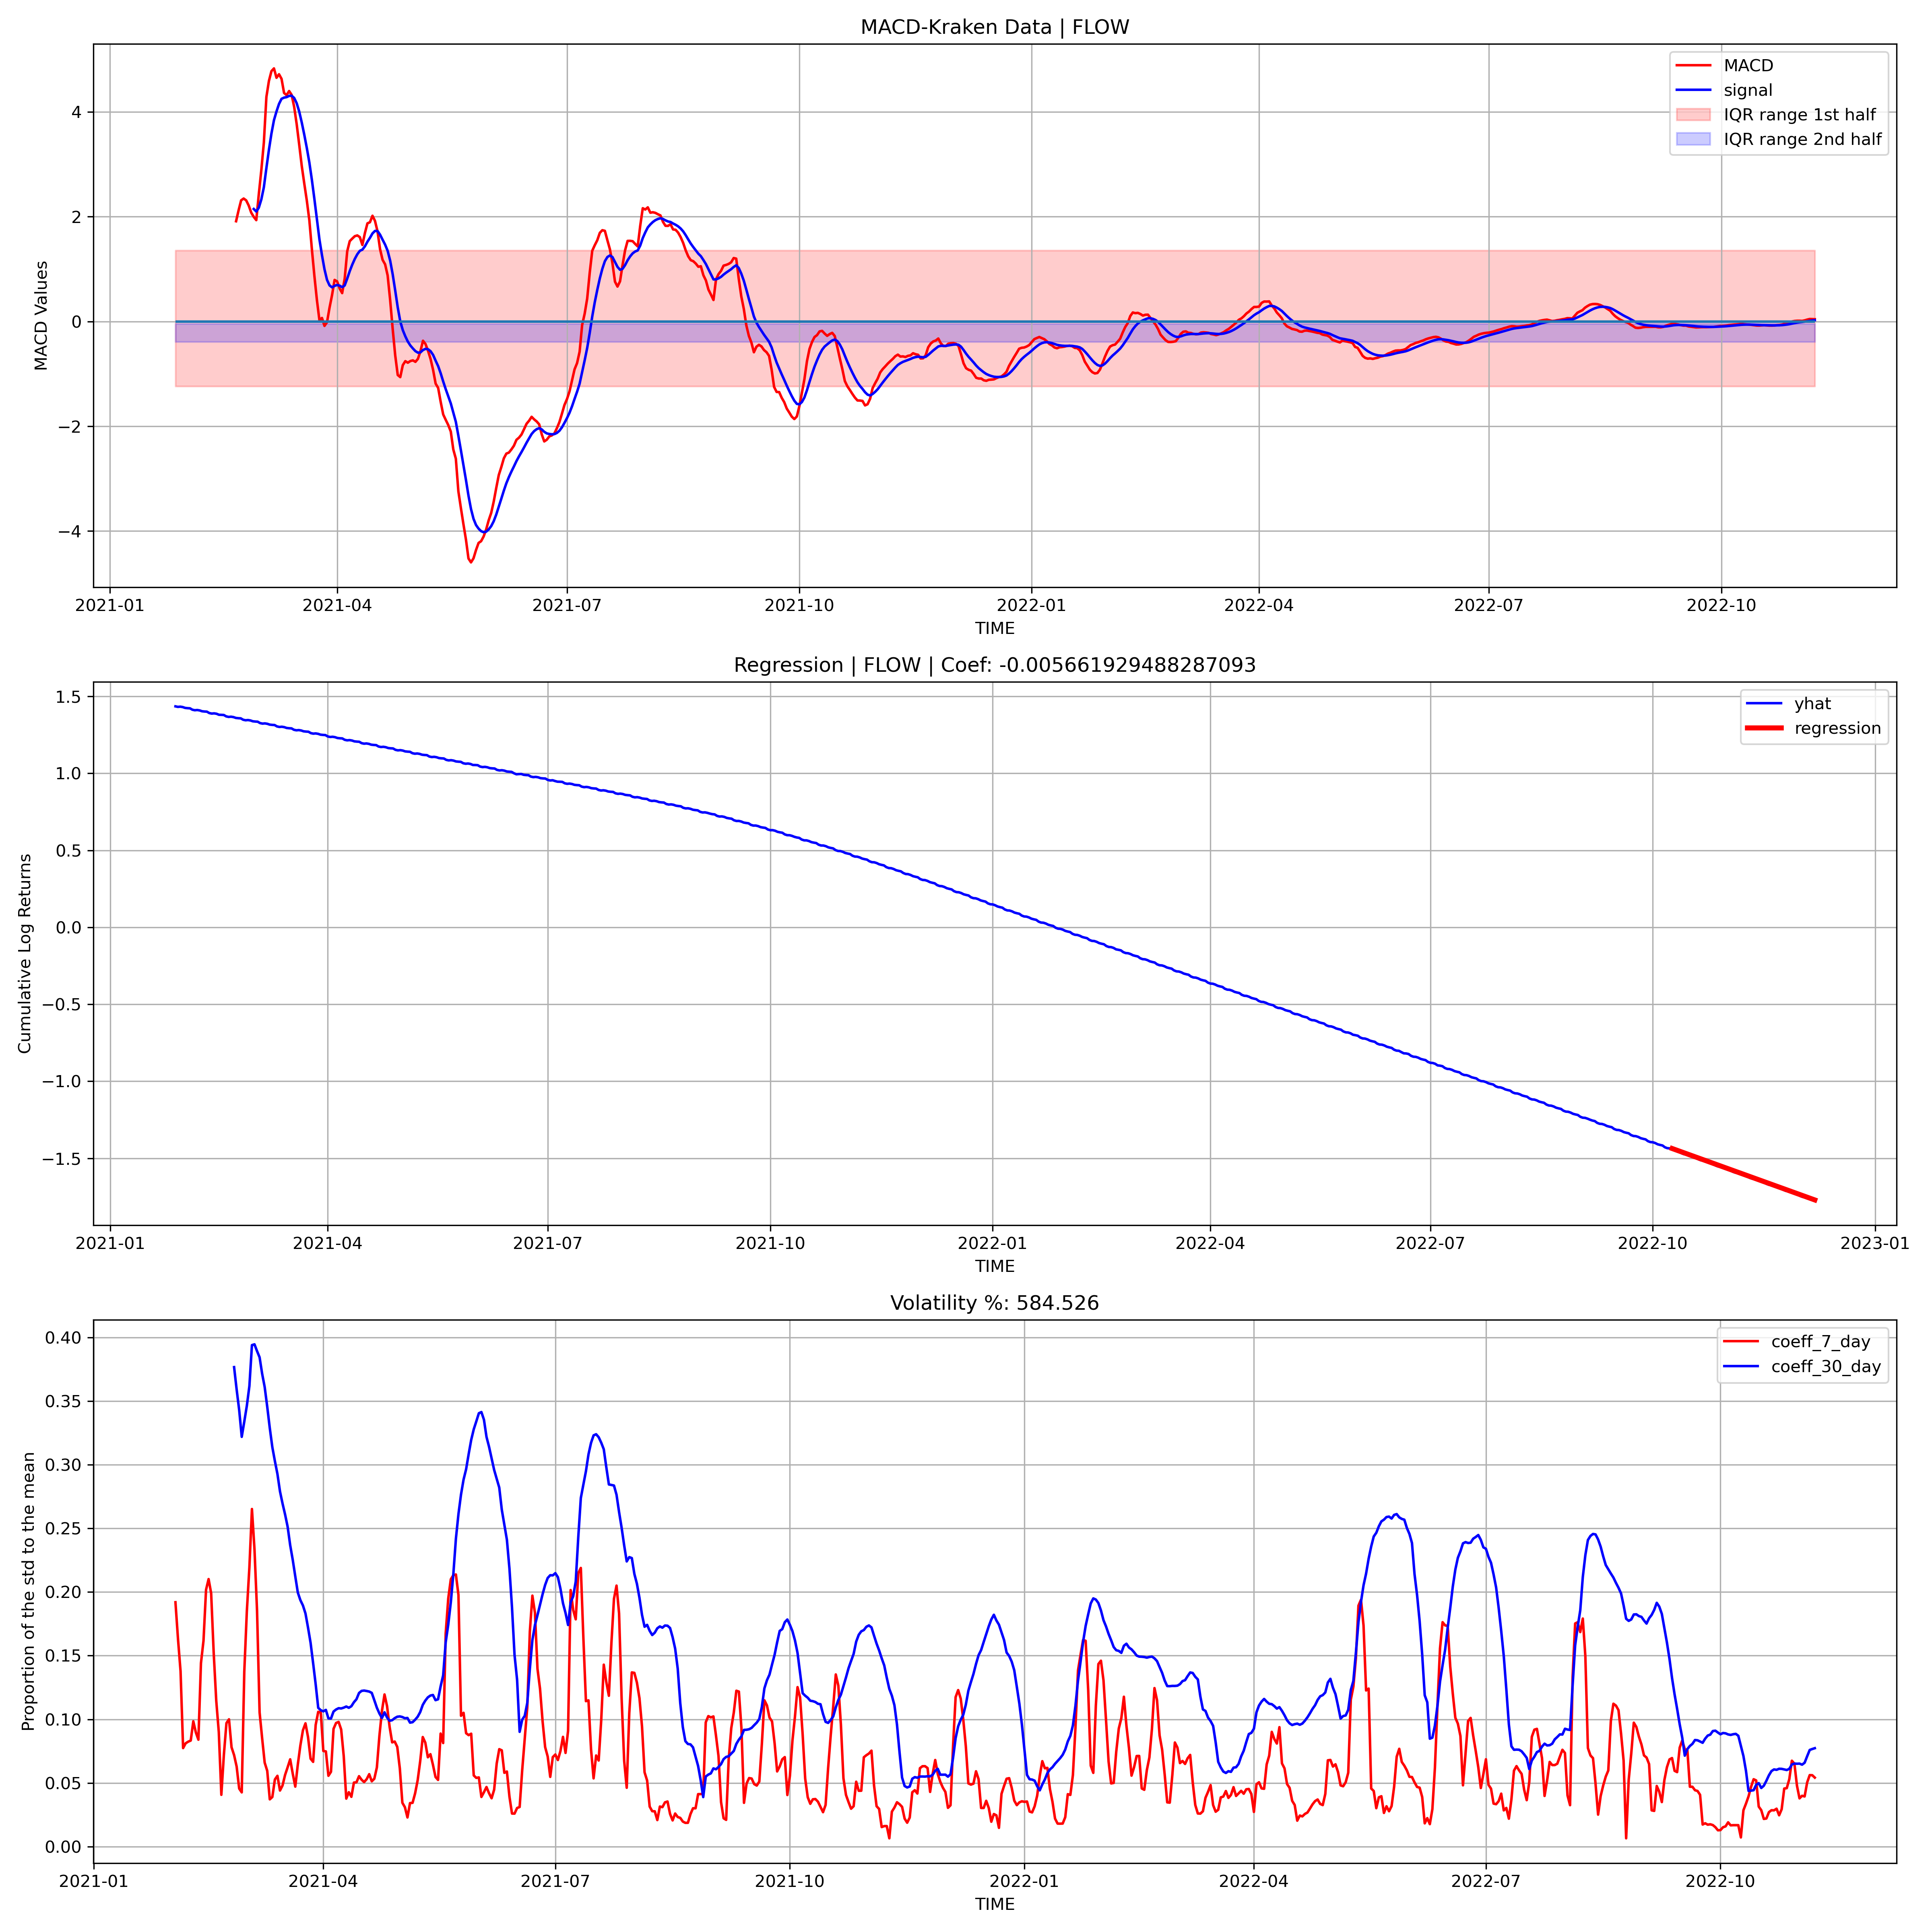 MACD-Kraken Data | FLOW
MACD Values
4
2
0
−2
−4
MACD
signal
IQR range 1st half
IQR range 2nd half
2021-01 2021-04 2021-07 2021-10 2022-01 2022-04 2022-07 2022-10
TIME
Regression | FLOW | Coef: -0.005661929488287093
Cumulative Log Returns
1.5
1.0
0.5
0.0
−0.5
−1.0
−1.5
yhat
regression
2021-01 2021-04 2021-07 2021-10 2022-01 2022-04 2022-07 2022-10 2023-01
TIME
Volatility %: 584.526
Proportion of the std to the mean
0.40
0.35
0.30
0.25
0.20
0.15
0.10
0.05
0.00
coeff_7_day
coeff_30_day
2021-01 2021-04 2021-07 2021-10 2022-01 2022-04 2022-07 2022-10
TIME